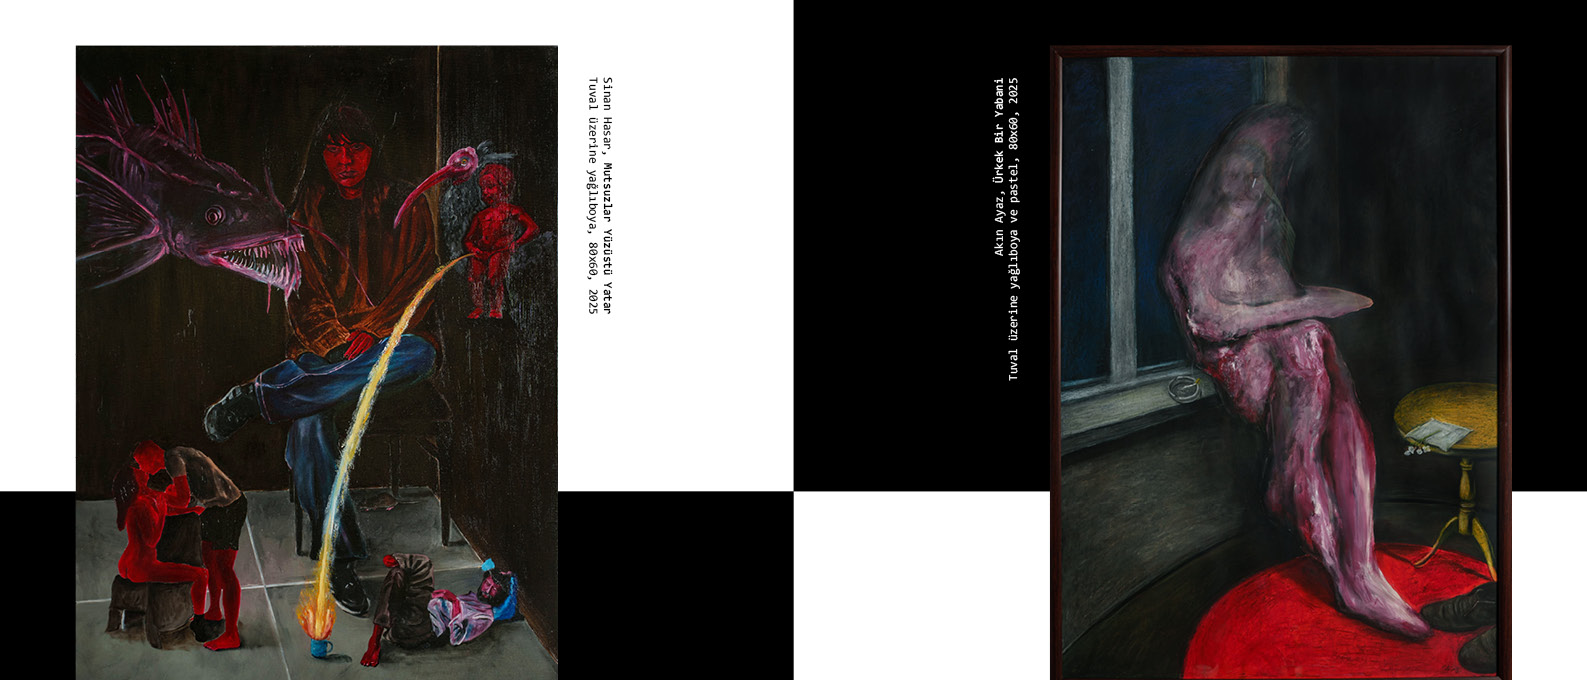 Sinan Hasar, Mutsuzlar Yüzüstü Yatar
Tuval üzerine yağlıboya, 80x60, 2025
Akın Ayaz, Ürkek Bir Yabani
Tuval üzerine yağlıboya ve pastel, 80x60, 2025